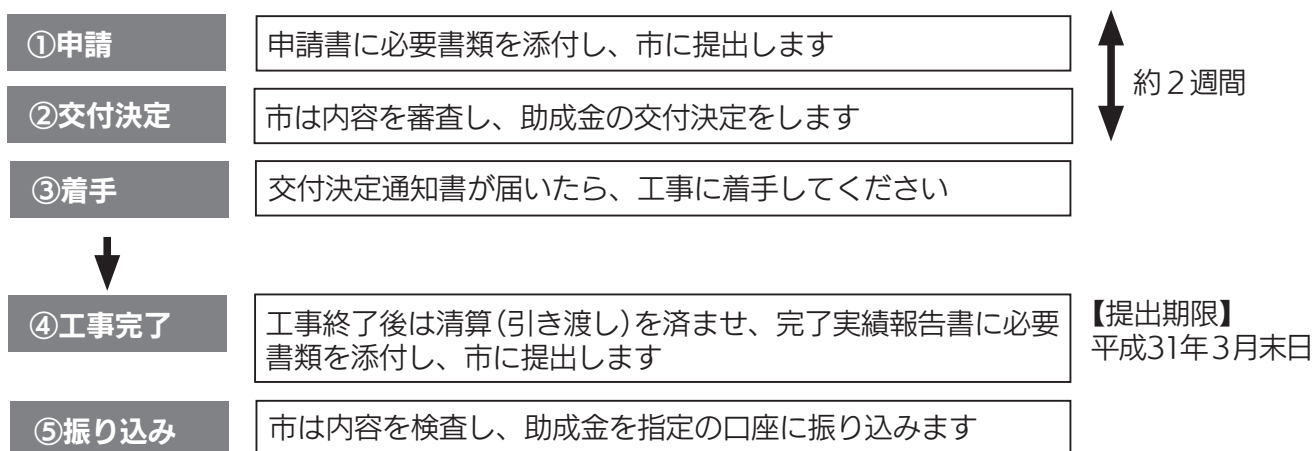 ①申請
申請書に必要書類を添付し、市に提出します
約２週間
②交付決定
市は内容を審査し、助成金の交付決定をします
③着手
交付決定通知書が届いたら、工事に着手してください
④工事完了
工事終了後は清算(引き渡し)を済ませ、完了実績報告書に必要
書類を添付し、市に提出します
【提出期限】
平成31年３月末日
⑤振り込み
市は内容を検査し、助成金を指定の口座に振り込みます